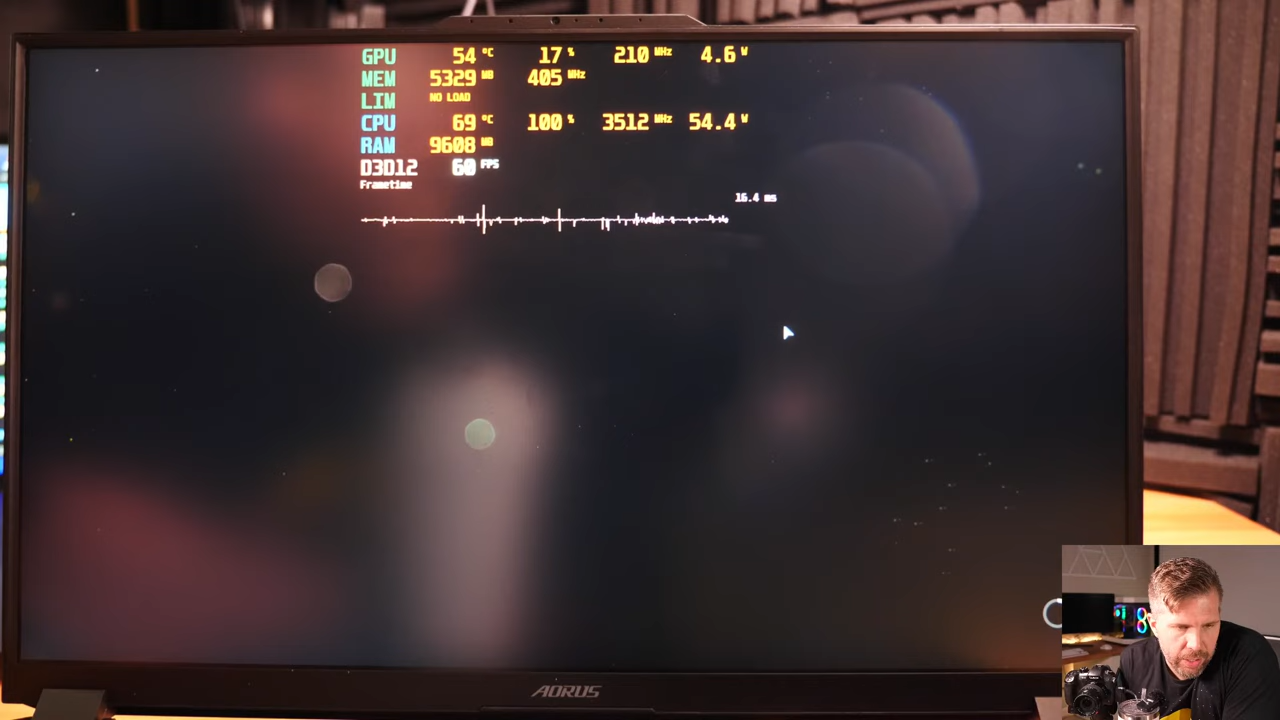 GPU 54 °C 17 % 210 MHz 4.6 W
MEM 5329 MB 405 MHz
LIM NO LOAD
CPU 69 °C 100 % 3512 MHz 54.4 W
RAM 9608 MB
D3D12 60 FPS
Frametime
16.4 ms
AORUS